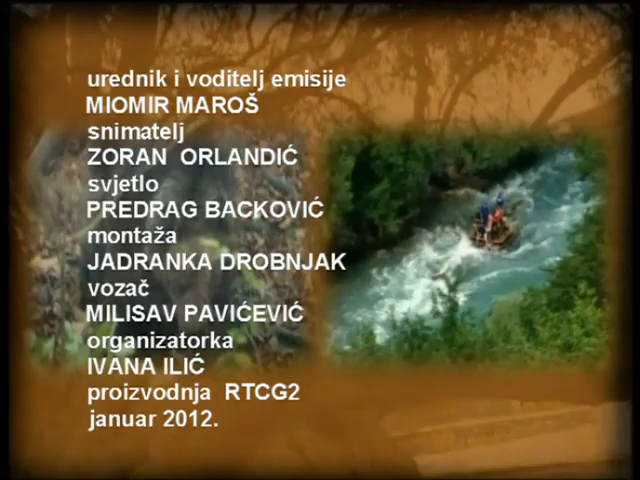 urednik i voditelj emisije
MIOMIR MAROŠ
snimatelj
ZORAN ORLANDIĆ
svjetlo
PREDRAG BACKOVIĆ
montaža
JADRANKA DROBNJAK
vozač
MILISAV PAVIĆEVIĆ
organizatorka
IVANA ILIĆ
proizvodnja RTCG2
januar 2012.